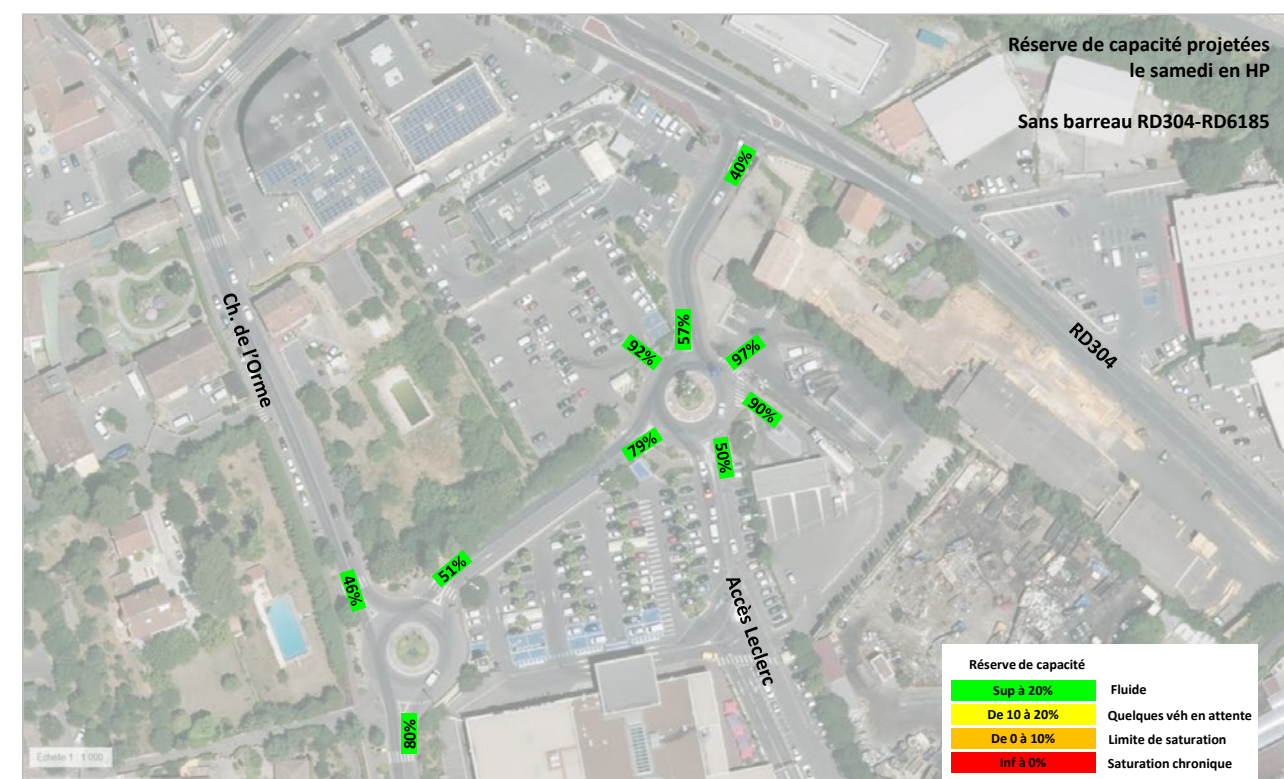 Réserve de capacité projetées
le samedi en HP
Sans barreau RD304-RD6185
40%
57%
92%
97%
90%
79%
50%
51%
46%
80%
Ch. de l'Orme
RD304
Accès Leclerc
Réserve de capacité
Sup à 20% Fluide
De 10 à 20% Quelques véh en attente
De 0 à 10% Limite de saturation
Inf à 0% Saturation chronique
Echelle 1 : 1 000